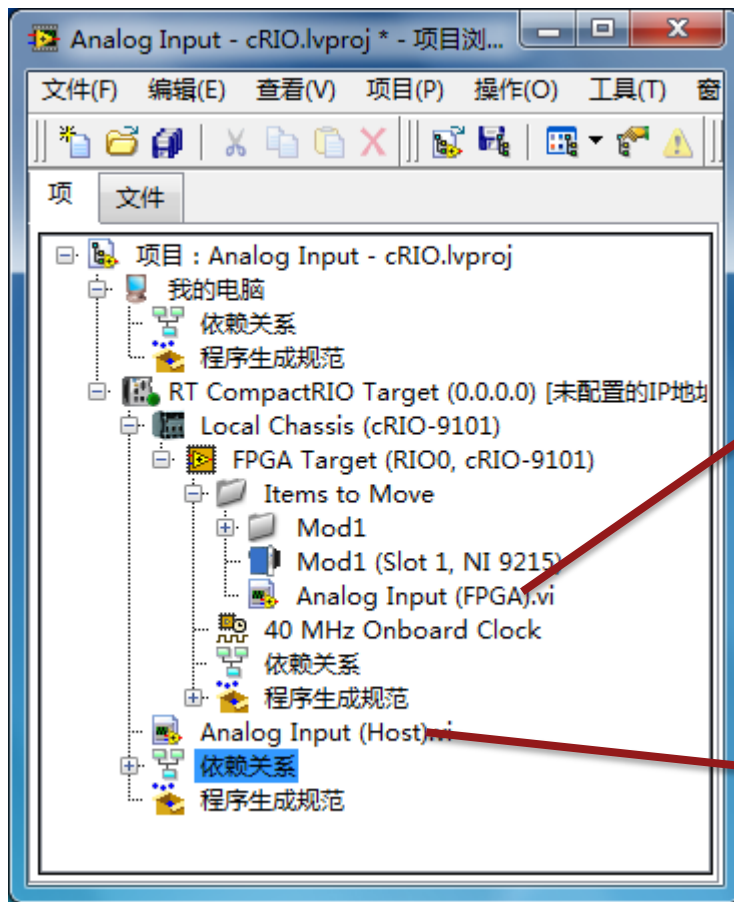 Analog Input - cRIO.lvproj * - 项目浏...
文件(F) 编辑(E) 查看(V) 项目(P) 操作(O) 工具(T) 窗
项 文件
项目 : Analog Input - cRIO.lvproj
我的电脑
依赖关系
程序生成规范
RT CompactRIO Target (0.0.0.0) [未配置的IP地址
Local Chassis (cRIO-9101)
FPGA Target (RIO0, cRIO-9101)
Items to Move
Mod1
Mod1 (Slot 1, NI 9215)
Analog Input (FPGA).vi
40 MHz Onboard Clock
依赖关系
程序生成规范
Analog Input (Host).vi
依赖关系
程序生成规范